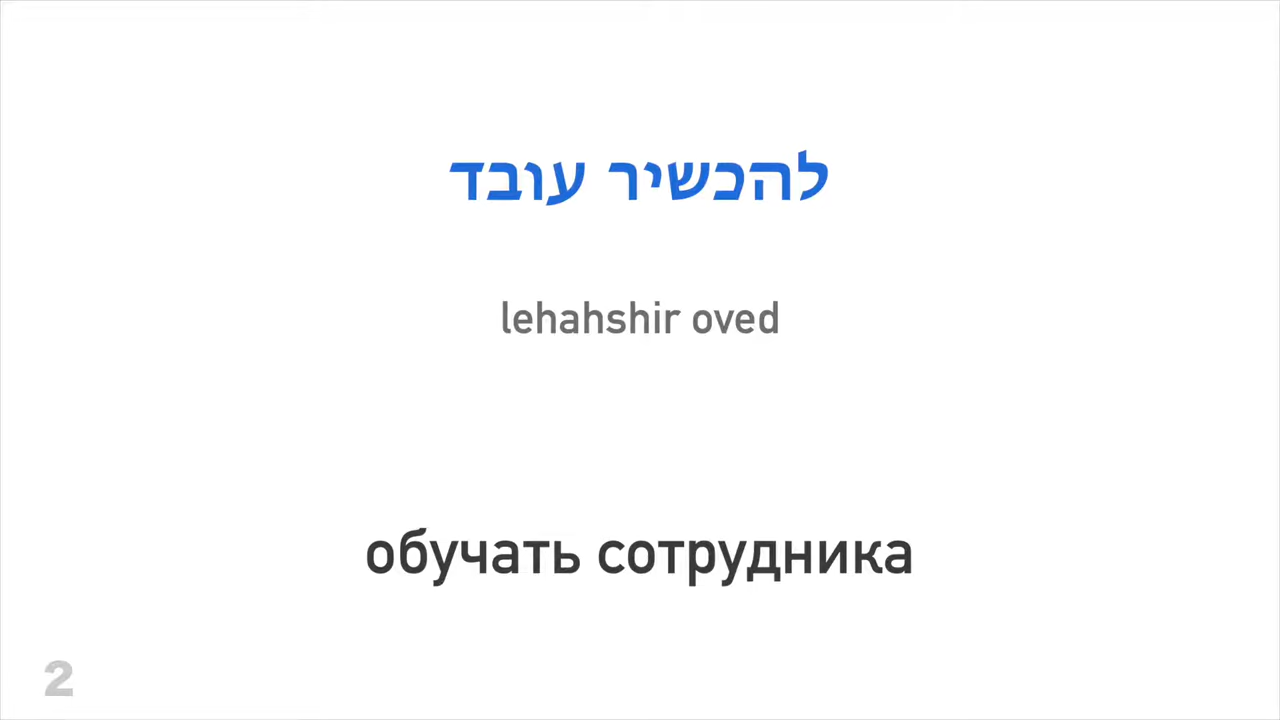 להכשיר עובד
lehahshir oved
обучать сотрудника
2